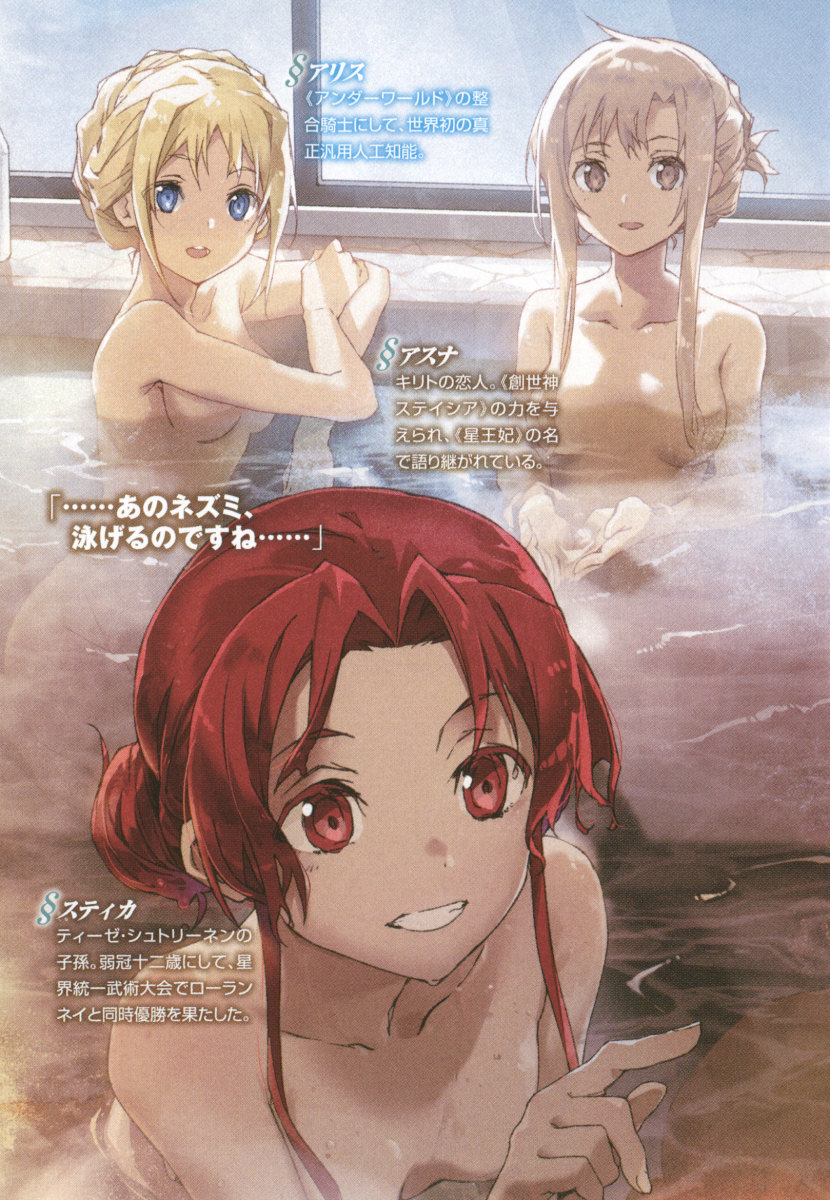 §アリス
《アンダーワールド》の整
合騎士にして、世界初の真
正汎用人工知能。
§アスナ
キリトの恋人。《創世神
ステイシア》の力を与
えられ、《星王妃》の名
で語り継がれている。
「……あのネズミ、
泳げるのですね……」
§スティカ
ティーゼ・シュトリーネンの
子孫。弱冠十二歳にして、星
界統一武術大会でローラン
ネイと同時優勝を果たした。